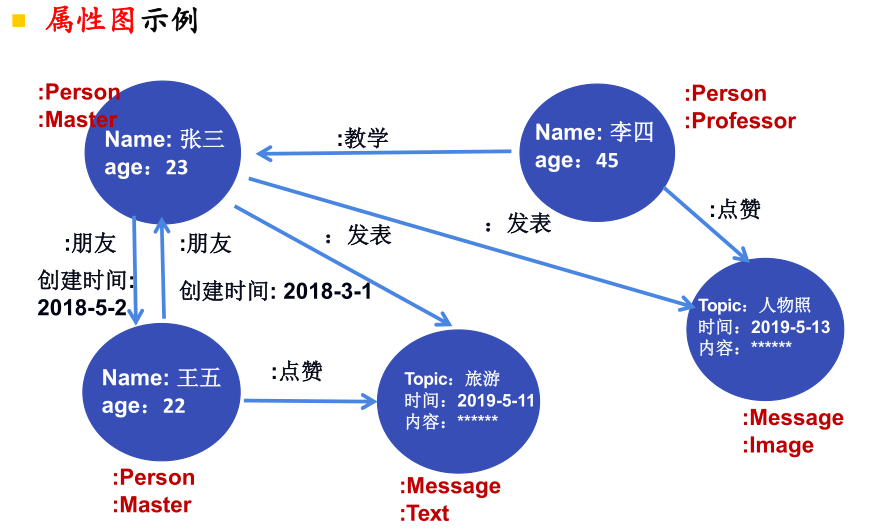 属性图示例
:Person
:Master
Name: 张三
age：23
:教学
Name: 李四
age：45
:Person
:Professor
:朋友
创建时间:
2018-5-2
:朋友
创建时间: 2018-3-1
：发表
：发表
:点赞
Topic：人物照
时间：2019-5-13
内容：******
:Message
:Image
Name: 王五
age：22
:Person
:Master
:点赞
Topic：旅游
时间：2019-5-11
内容：******
:Message
:Text